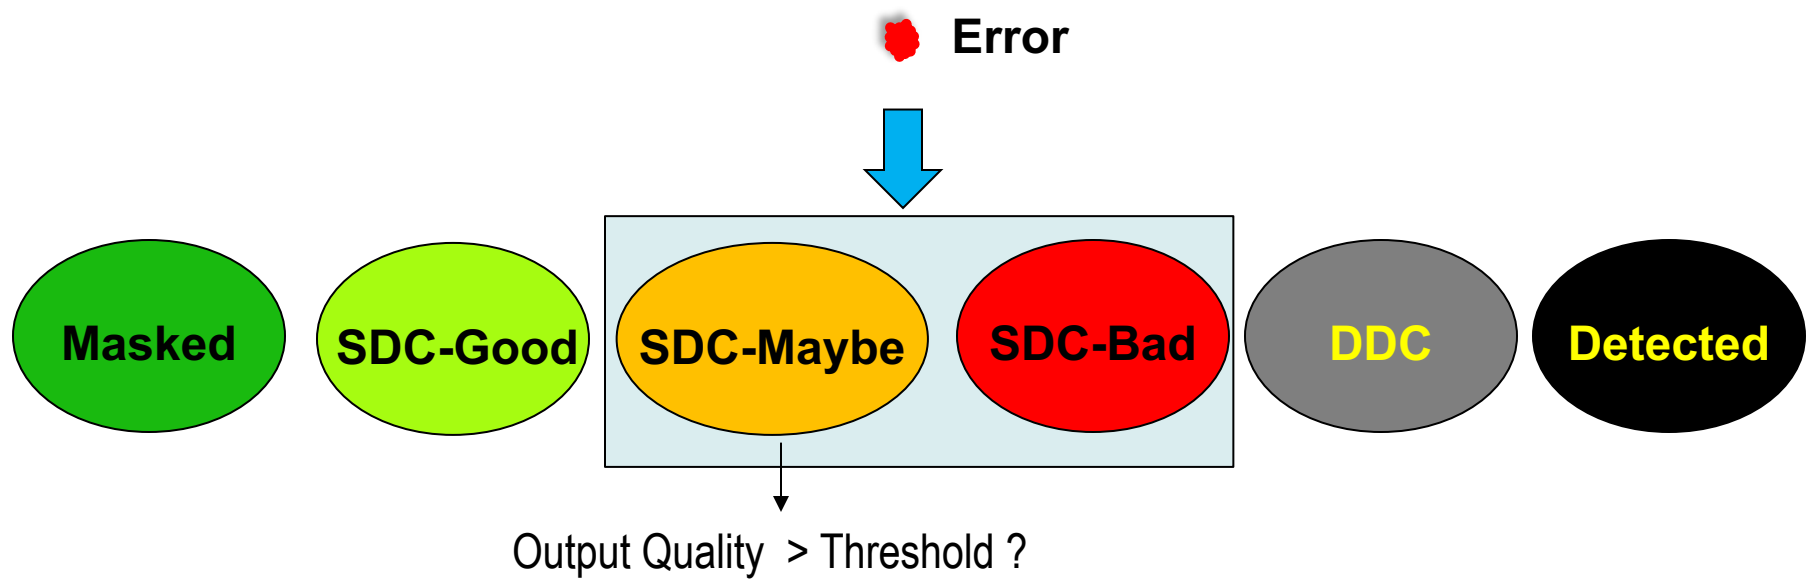 Error
Masked
SDC-Good
SDC-Maybe
SDC-Bad
DDC
Detected
Output Quality > Threshold ?